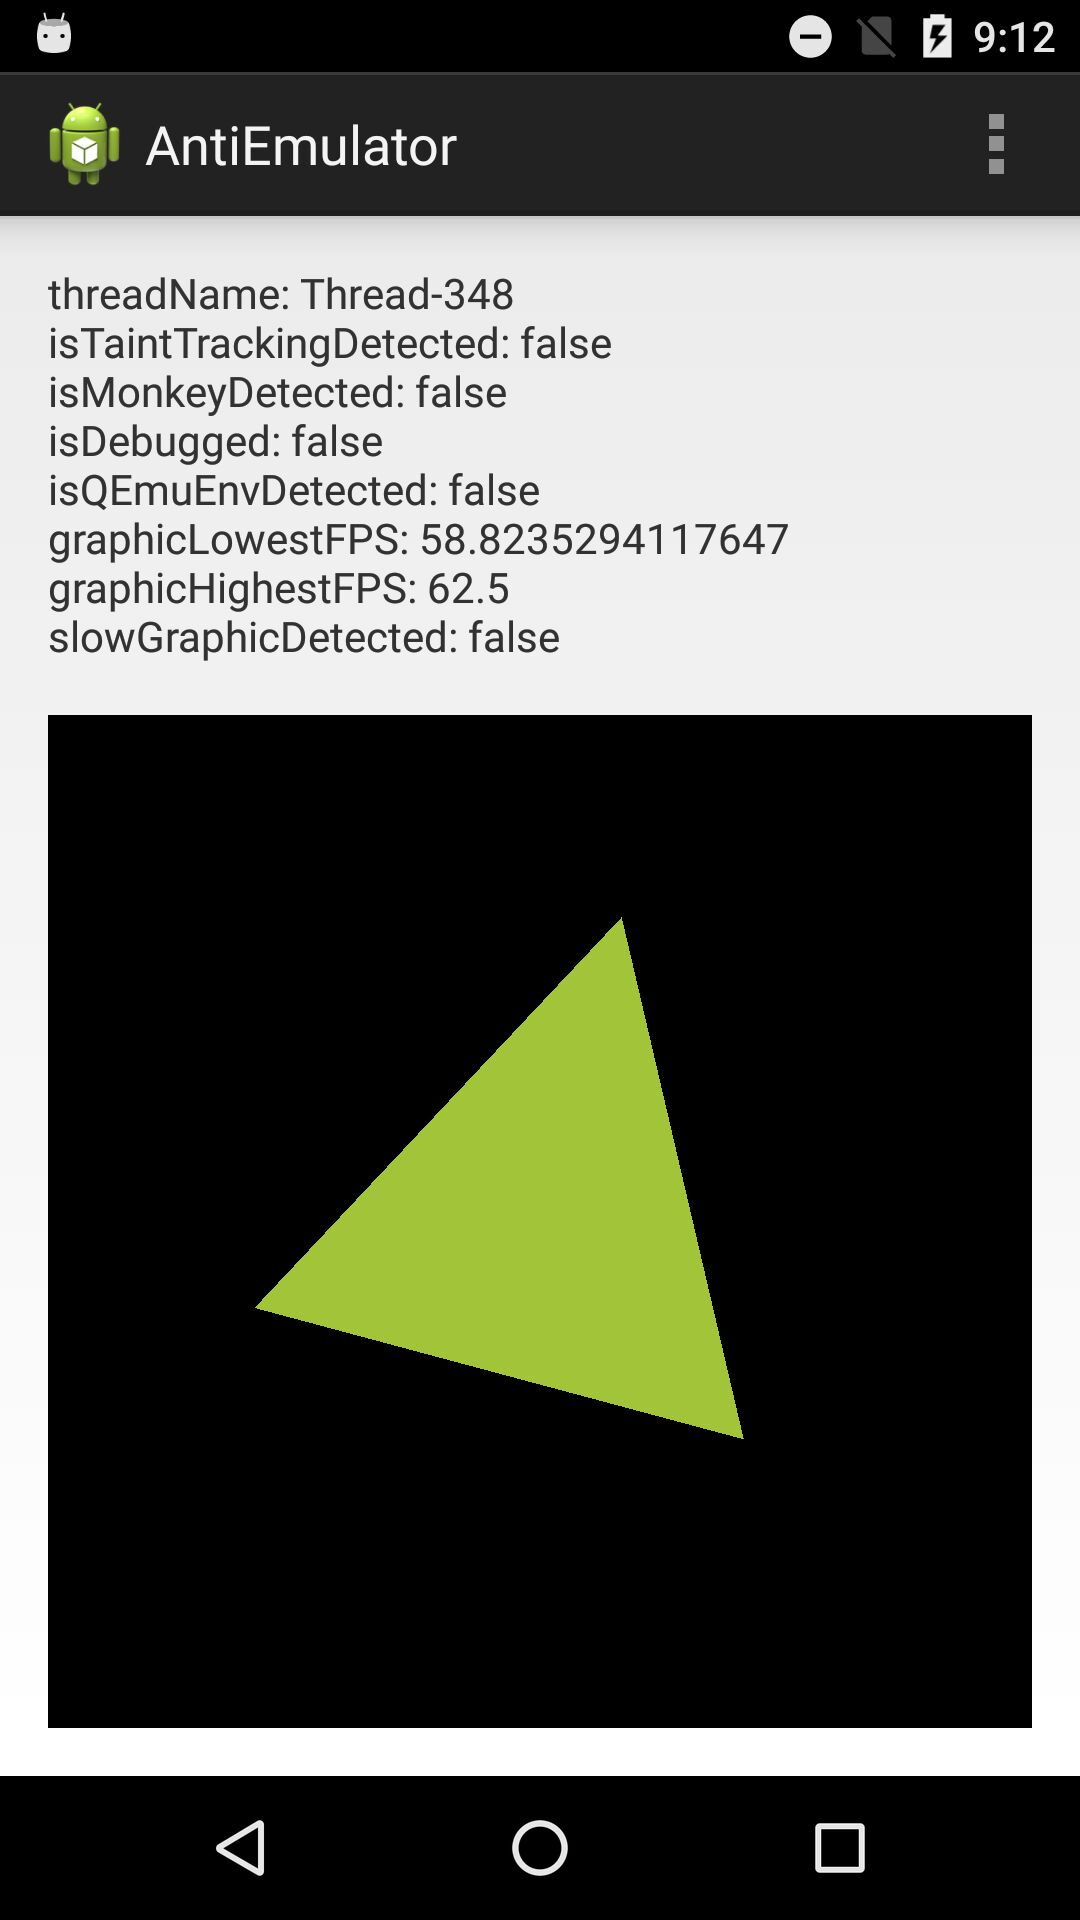 9:12
AntiEmulator
threadName: Thread-348
isTaintTrackingDetected: false
isMonkeyDetected: false
isDebugged: false
isQEmuEnvDetected: false
graphicLowestFPS: 58.8235294117647
graphicHighestFPS: 62.5
slowGraphicDetected: false